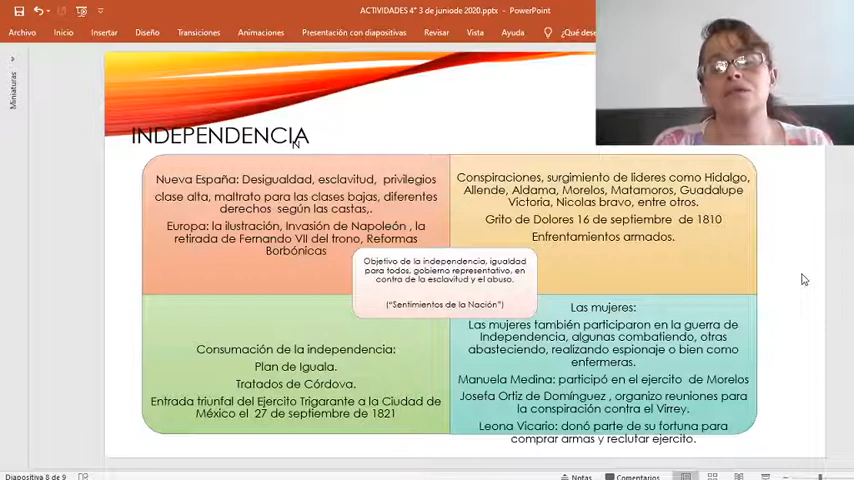 ACTIVIDADES 4° 3 de juniode 2020.pptx - PowerPoint
Archivo Inicio Insertar Diseño Transiciones Animaciones Presentación con diapositivas Revisar Vista Ayuda ¿Qué dese
Miniaturas
INDEPENDENCIA
Nueva España: Desigualdad, esclavitud, privilegios
clase alta, maltrato para las clases bajas, diferentes
derechos según las castas,.
Europa: la ilustración, Invasión de Napoleón , la
retirada de Fernando VII del trono, Reformas
Borbónicas
Conspiraciones, surgimiento de lideres como Hidalgo,
Allende, Aldama, Morelos, Matamoros, Guadalupe
Victoria, Nicolas bravo, entre otros.
Grito de Dolores 16 de septiembre de 1810
Enfrentamientos armados.
Objetivo de la independencia, igualdad
para todos, gobierno representativo, en
contra de la esclavitud y el abuso.
("Sentimientos de la Nación")
Consumación de la independencia:
Plan de Iguala.
Tratados de Córdova.
Entrada triunfal del Ejercito Trigarante a la Ciudad de
México el 27 de septiembre de 1821
Las mujeres:
Las mujeres también participaron en la guerra de
Independencia, algunas combatiendo, otras
abasteciendo, realizando espionaje o bien como
enfermeras.
Manuela Medina: participó en el ejercito de Morelos
Josefa Ortiz de Domínguez , organizo reuniones para
la conspiración contra el Virrey.
Leona Vicario: donó parte de su fortuna para
comprar armas y reclutar ejercito.
Diapositiva 8 de 9
Notas Comentarios